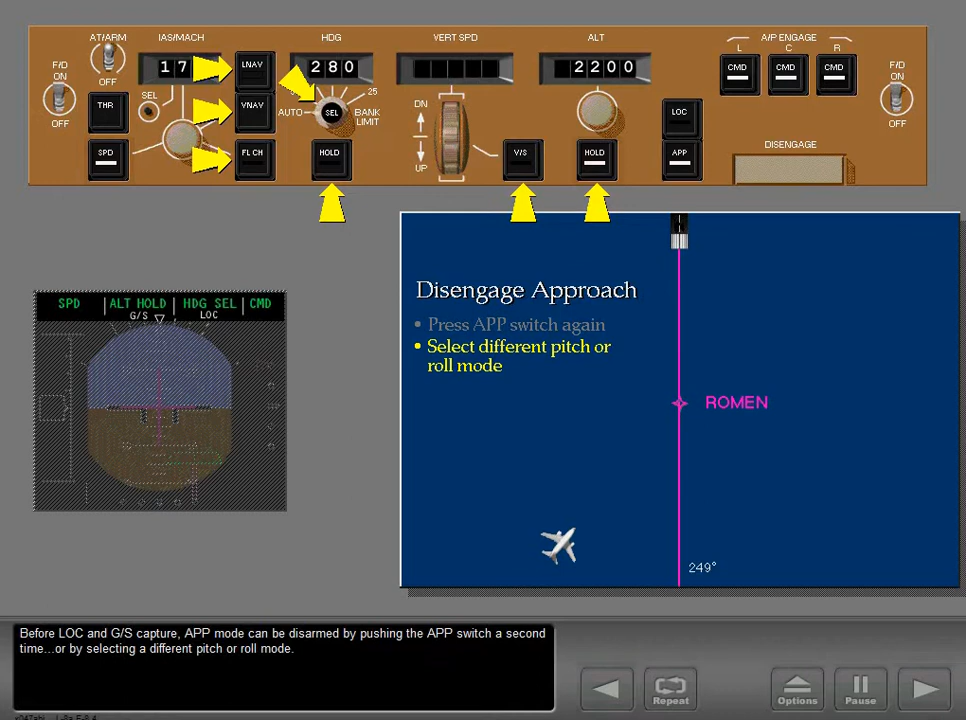 AT/ARM
IAS/MACH
HDG
VERT SPD
ALT
A/P ENGAGE
L
C
R
F/D
ON
OFF
OFF
17
LNAV
280
2200
CMD
CMD
CMD
F/D
ON
OFF
SEL
THR
VNAV
AUTO
SEL
25
BANK
LIMIT
DN
UP
LOC
SPD
FL CH
HOLD
V/S
HOLD
APP
DISENGAGE
SPD
ALT HOLD
HDG SEL
CMD
G/S
LOC
Disengage Approach
• Press APP switch again
• Select different pitch or
roll mode
ROMEN
249°
Before LOC and G/S capture, APP mode can be disarmed by pushing the APP switch a second
time...or by selecting a different pitch or roll mode.
Repeat
Options
Pause